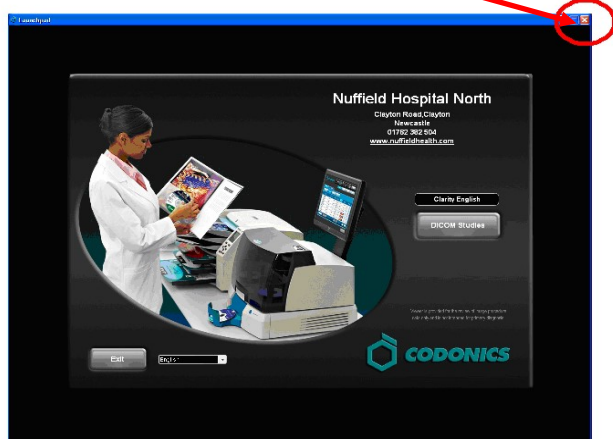 Launchpad
Nuffield Hospital North
Clayton Road,Clayton
Newcastle
01782 382 504
www.nuffieldhealth.com
Clarity English
DICOM Studies
Exit
English
CODONICS